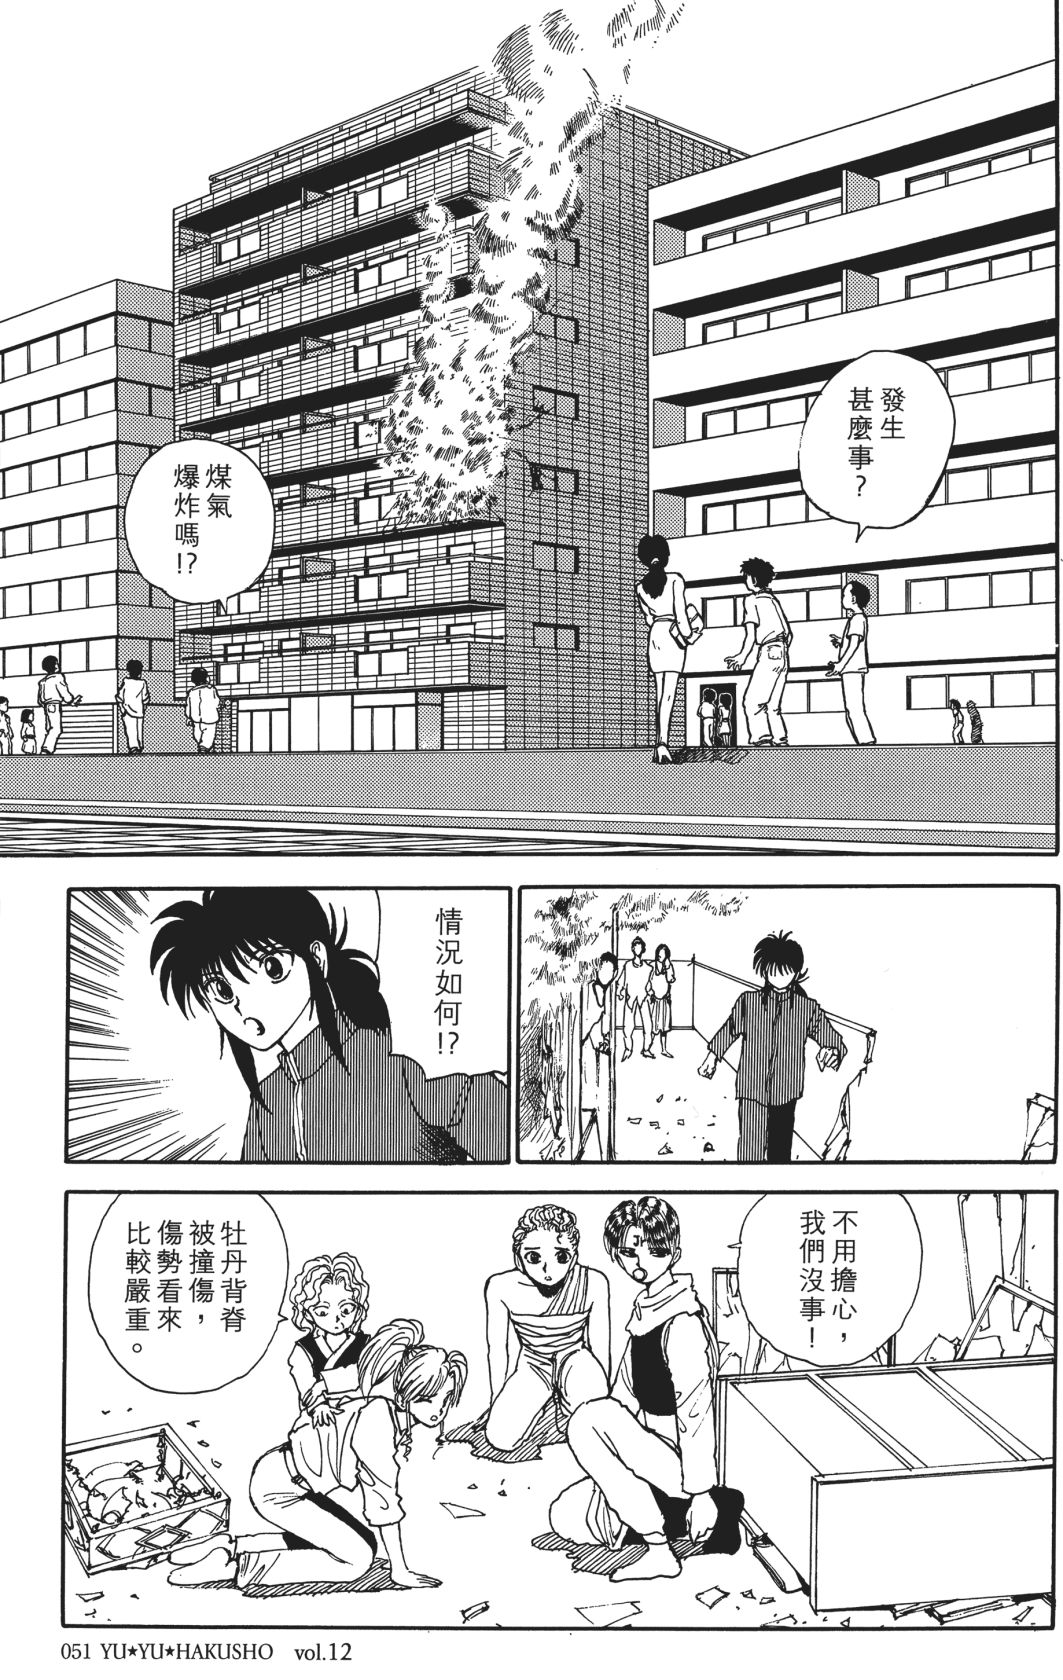 發生
甚麼事？
煤氣
爆炸嗎!?
情況如何!?
不用擔心，
我們沒事！
牡丹背脊
被撞傷，
傷勢看來
比較嚴重。
051 YU★YU★HAKUSHO vol.12